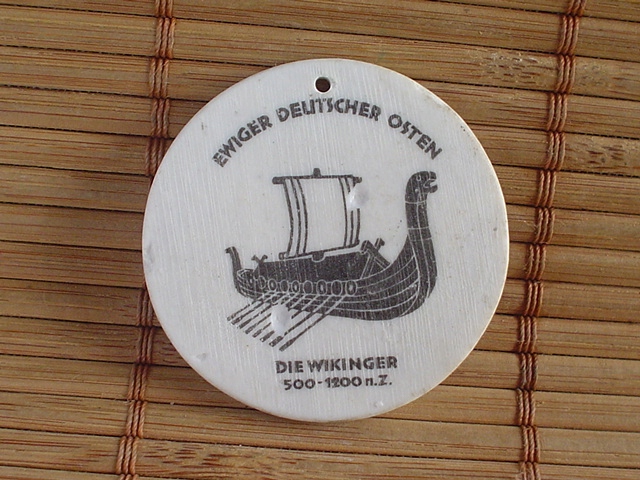 EWIGER DEUTSCHER OSTEN
DIE WIKINGER
500-1200 n.Z.